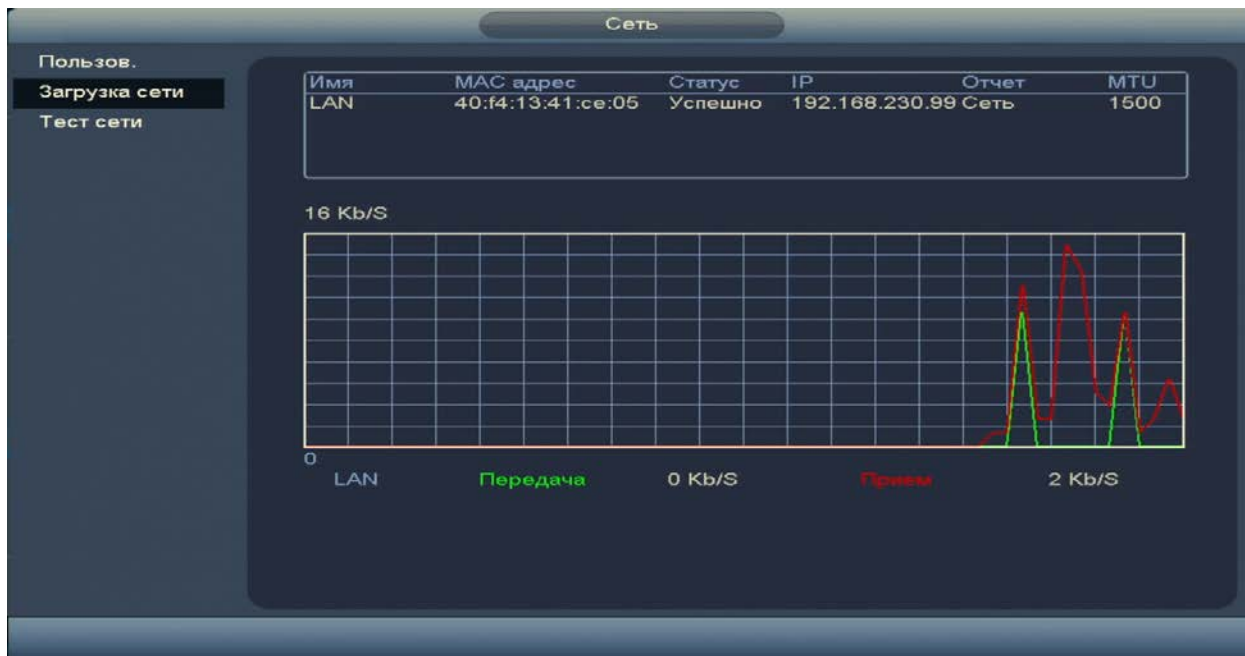 Сеть
Пользов.
Загрузка сети
Тест сети
Имя MAC адрес Статус IP Отчет MTU
LAN 40:f4:13:41:ce:05 Успешно 192.168.230.99 Сеть 1500
16 Kb/S
0
LAN Передача 0 Kb/S Прием 2 Kb/S